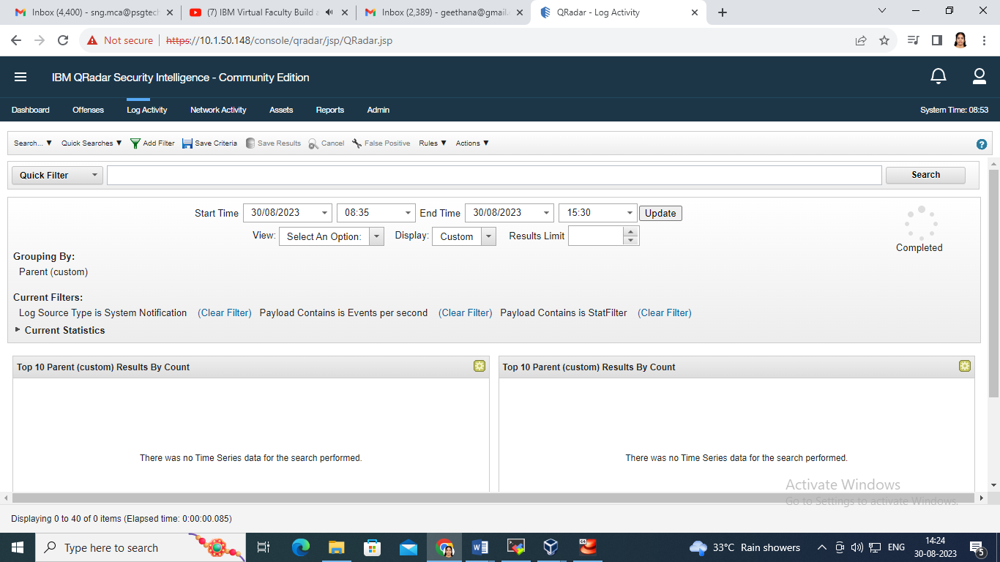 Inbox (4,400) - sng.mca@psgtech
(7) IBM Virtual Faculty Build a
Inbox (2,389) - geethana@gmail.
QRadar - Log Activity
Not secure
https://10.1.50.148/console/qradar/jsp/QRadar.jsp
IBM QRadar Security Intelligence - Community Edition
Dashboard Offenses Log Activity Network Activity Assets Reports Admin System Time: 08:53
Search... Quick Searches Add Filter Save Criteria Save Results Cancel False Positive Rules Actions
Quick Filter Search
Start Time 30/08/2023 08:35 End Time 30/08/2023 15:30 Update
View: Select An Option: Display: Custom Results Limit
Completed
Grouping By:
Parent (custom)
Current Filters:
Log Source Type is System Notification (Clear Filter) Payload Contains is Events per second (Clear Filter) Payload Contains is StatFilter (Clear Filter)
Current Statistics
Top 10 Parent (custom) Results By Count
Top 10 Parent (custom) Results By Count
There was no Time Series data for the search performed.
There was no Time Series data for the search performed.
Activate Windows
Go to Settings to activate Windows.
Displaying 0 to 40 of 0 items (Elapsed time: 0:00:00.085)
Type here to search
33°C Rain showers
ENG
14:24
30-08-2023
5